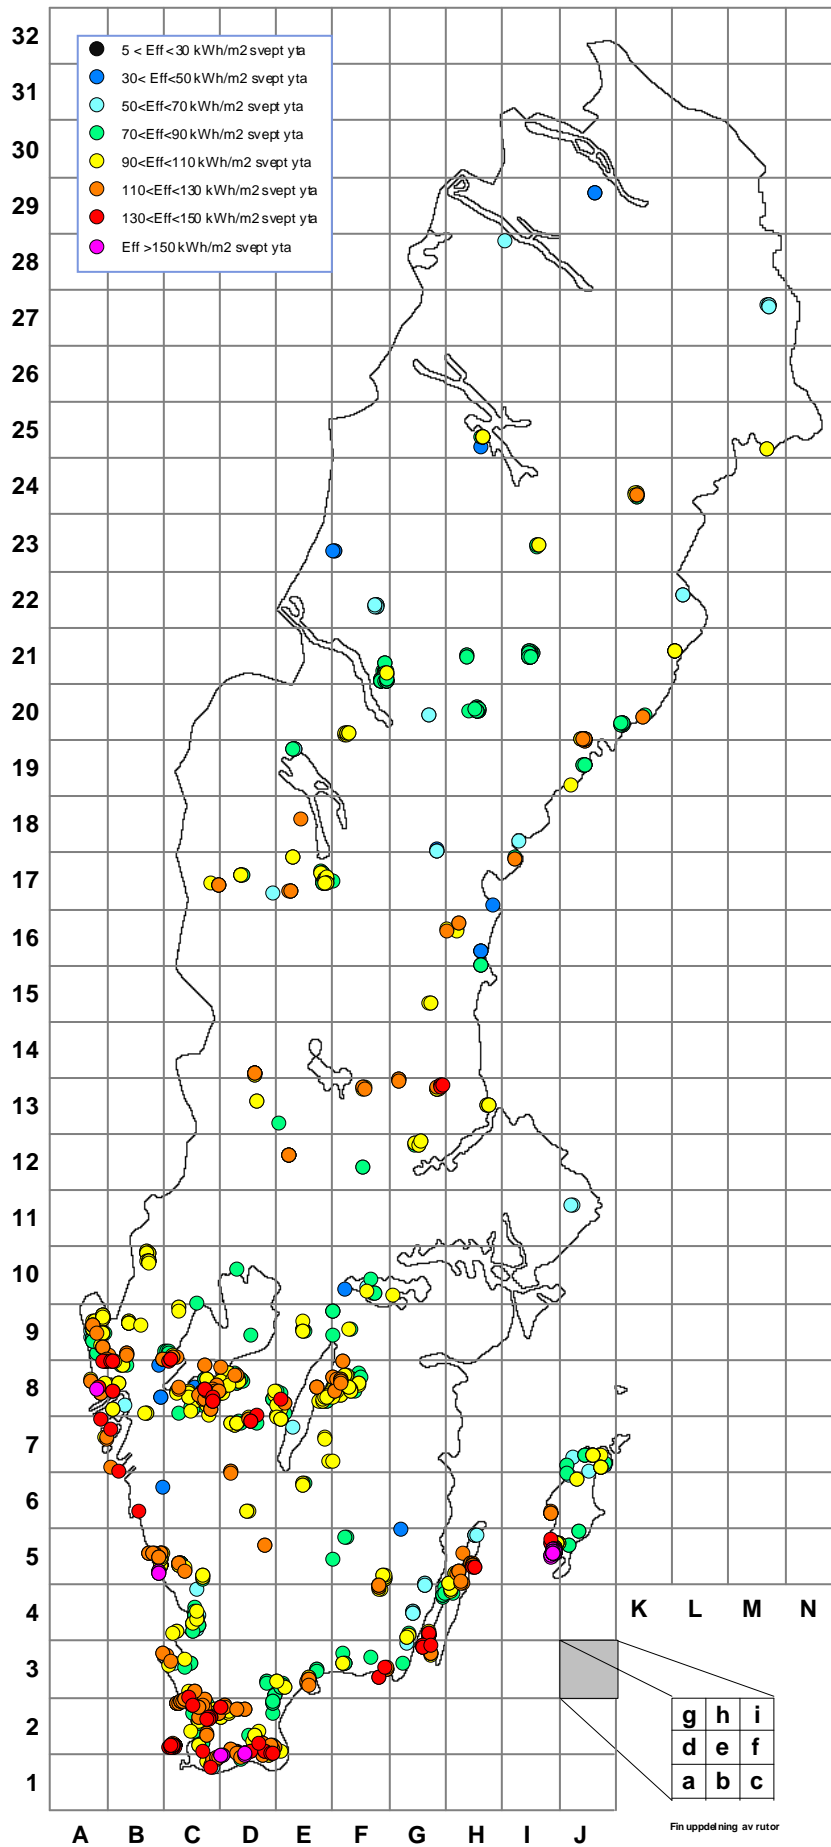 32
5 < Eff<30 kWh/m2 svept yta
30< Eff<50 kWh/m2 svept yta
31
50<Eff<70 kWh/m2 svept yta
70<Eff<90 kWh/m2 svept yta
30
90<Eff<110 kWh/m2 svept yta
110<Eff<130 kWh/m2 svept yta
29
130<Eff<150 kWh/m2 svept yta
Eff >150 kWh/m2 svept yta
28
27
26
25
24
23
22
21
20
19
18
17
16
15
14
13
12
11
10
9
8
7
6
5
4
K L M N
3
2
g h i
d e f
a b c
1
Fin uppdelning av rutor
A B C D E F G H I J